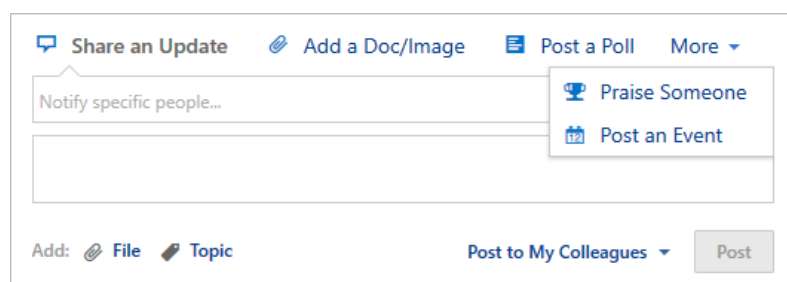 Share an Update Add a Doc/Image Post a Poll More
Notify specific people...
Praise Someone
12 Post an Event
Add: File Topic Post to My Colleagues Post